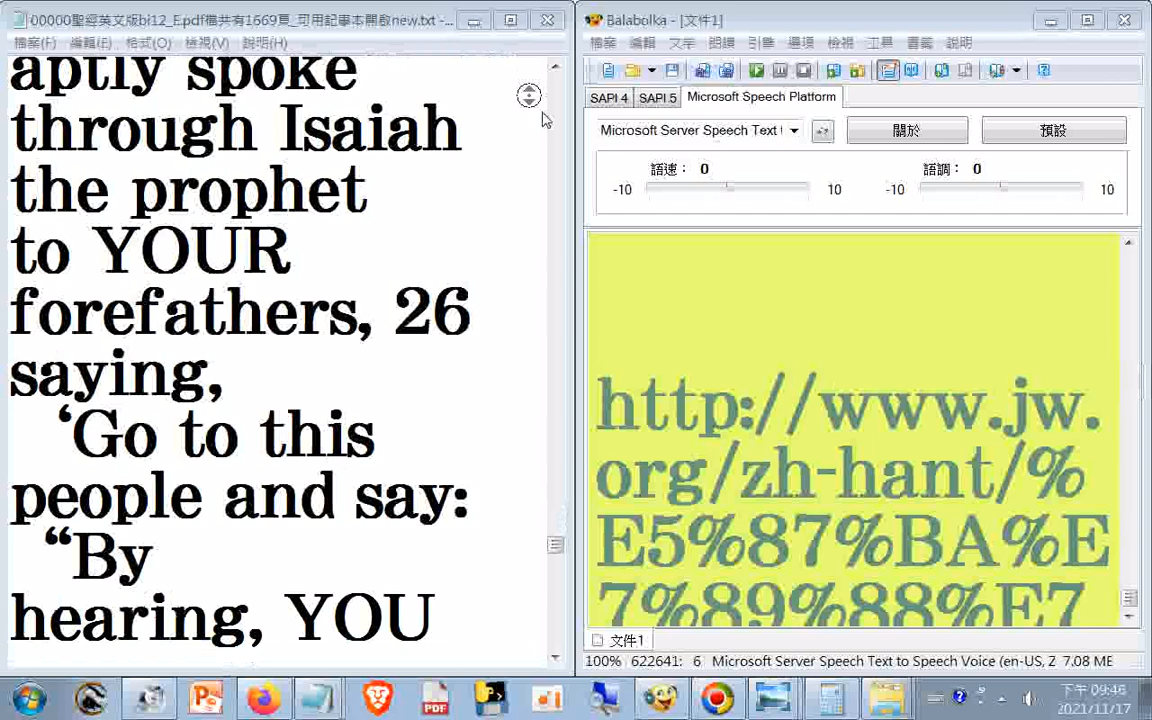 00000聖經英文版bi12_E.pdf檔共有1669頁_可用記事本開啟new.txt -...
檔案(F) 編輯(E) 格式(O) 檢視(V) 說明(H)
aptly spoke
through Isaiah
the prophet
to YOUR
forefathers, 26
saying,
‘Go to this
people and say:
“By
hearing, YOU
Balabolka - [文件1]
檔案 編輯 文字 朗讀 引擎 選項 檢視 工具 書籤 說明
SAPI 4 SAPI 5 Microsoft Speech Platform
Microsoft Server Speech Text 關於 預設
語速： 0 語調： 0
-10 10 -10 10
http://www.jw.
org/zh-hant/%
E5%87%BA%E
7%89%88%E7
文件1
100% 622641: 6 Microsoft Server Speech Text to Speech Voice (en-US, Z 7.08 ME
PDF
下午 09:46
2021/11/17